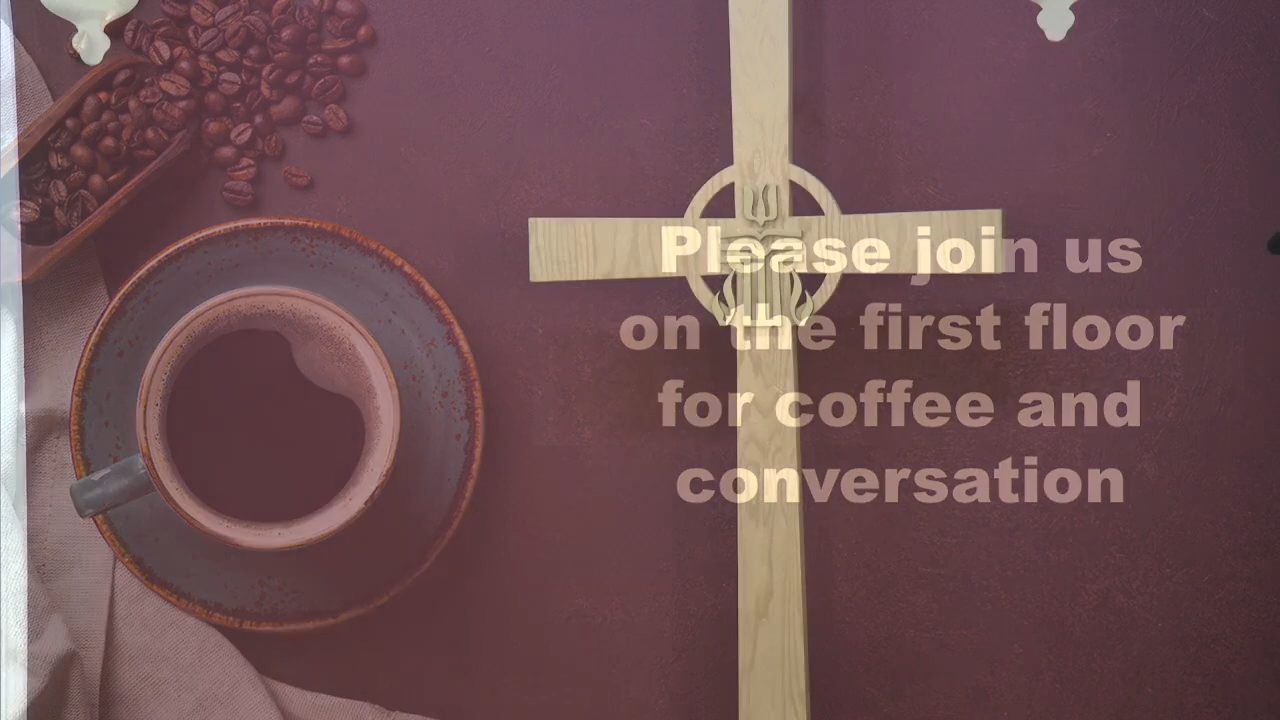 Please join us
on the first floor
for coffee and
conversation